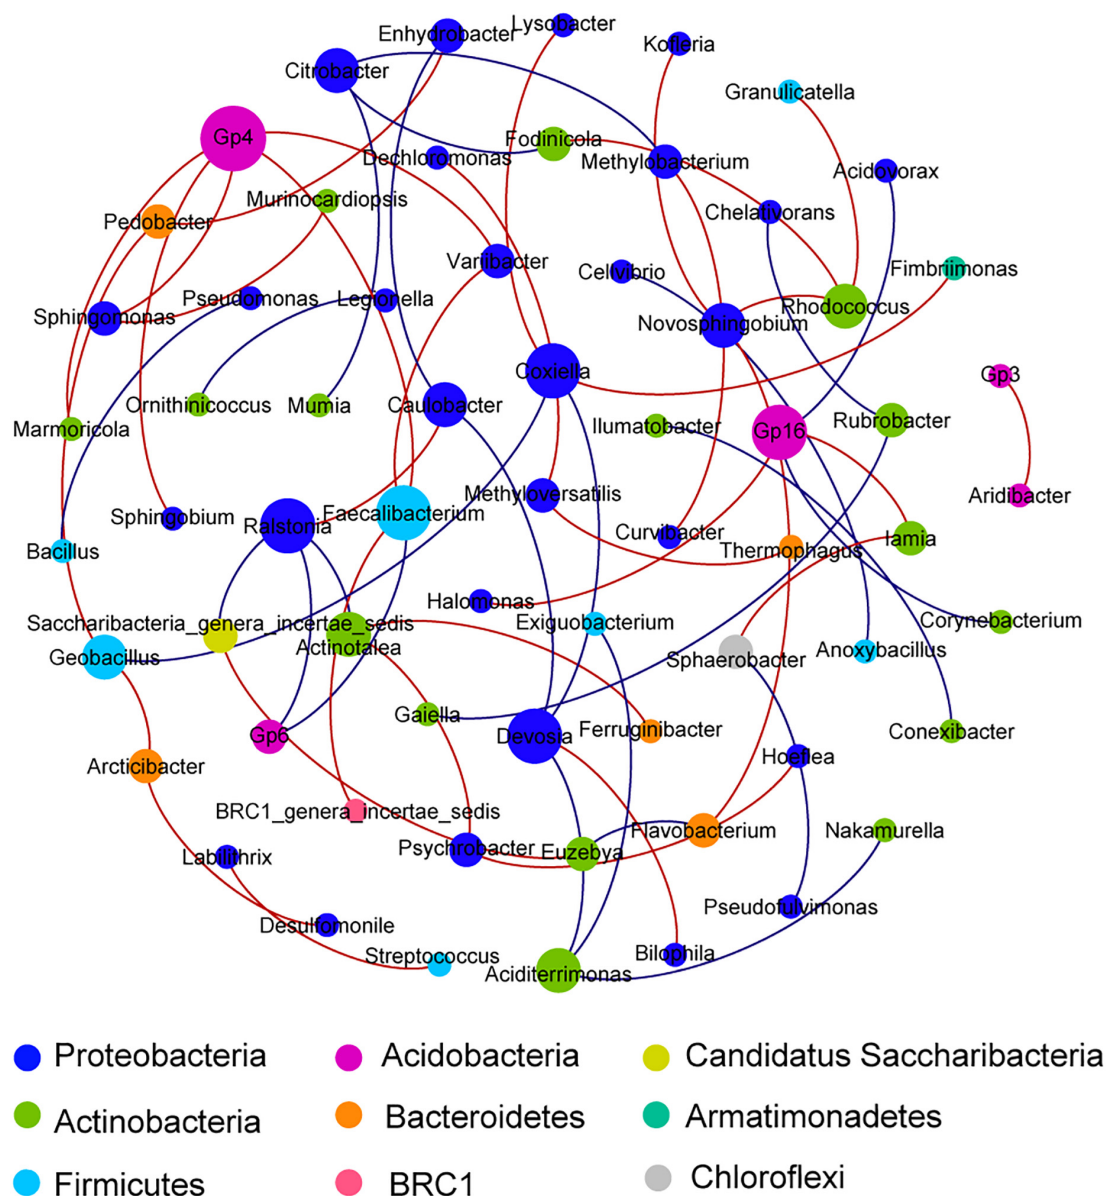 Enhydrobacter
Lysobacter
Kofleria
Citrobacter
Granulicatella
Gp4
Fodinicola
Dechloromonas
Methylobacterium
Acidovorax
Murinocardiopsis
Pedobacter
Chelativorans
Variibacter
Cellvibrio
Fimbriimonas
Sphingomonas
Pseudomonas
Legionella
Novosphingobium
Rhodococcus
Coxiella
Gp3
Ornithinicoccus
Mumia
Caulobacter
Marmoricola
Ilumatobacter
Gp16
Rubrobacter
Methyloversatilis
Aridibacter
Sphingobium
Ralstonia
Faecalibacterium
Bacillus
Curvibacter
Thermophagus
Iamia
Halomonas
Saccharibacteria_genera_incertae_sedis
Exiguobacterium
Corynebacterium
Geobacillus
Actinotalea
Sphaerobacter
Anoxybacillus
Gaiella
Gp6
Devosia
Ferruginibacter
Conexibacter
Arcticibacter
Hoeflea
BRC1_genera_incertae_sedis
Flavobacterium
Nakamurella
Labilithrix
Psychrobacter
Euzebya
Desulfomonile
Pseudofulvimonas
Streptococcus
Aciditerrimonas
Bilophila
Proteobacteria
Acidobacteria
Candidatus Saccharibacteria
Actinobacteria
Bacteroidetes
Armatimonadetes
Firmicutes
BRC1
Chloroflexi